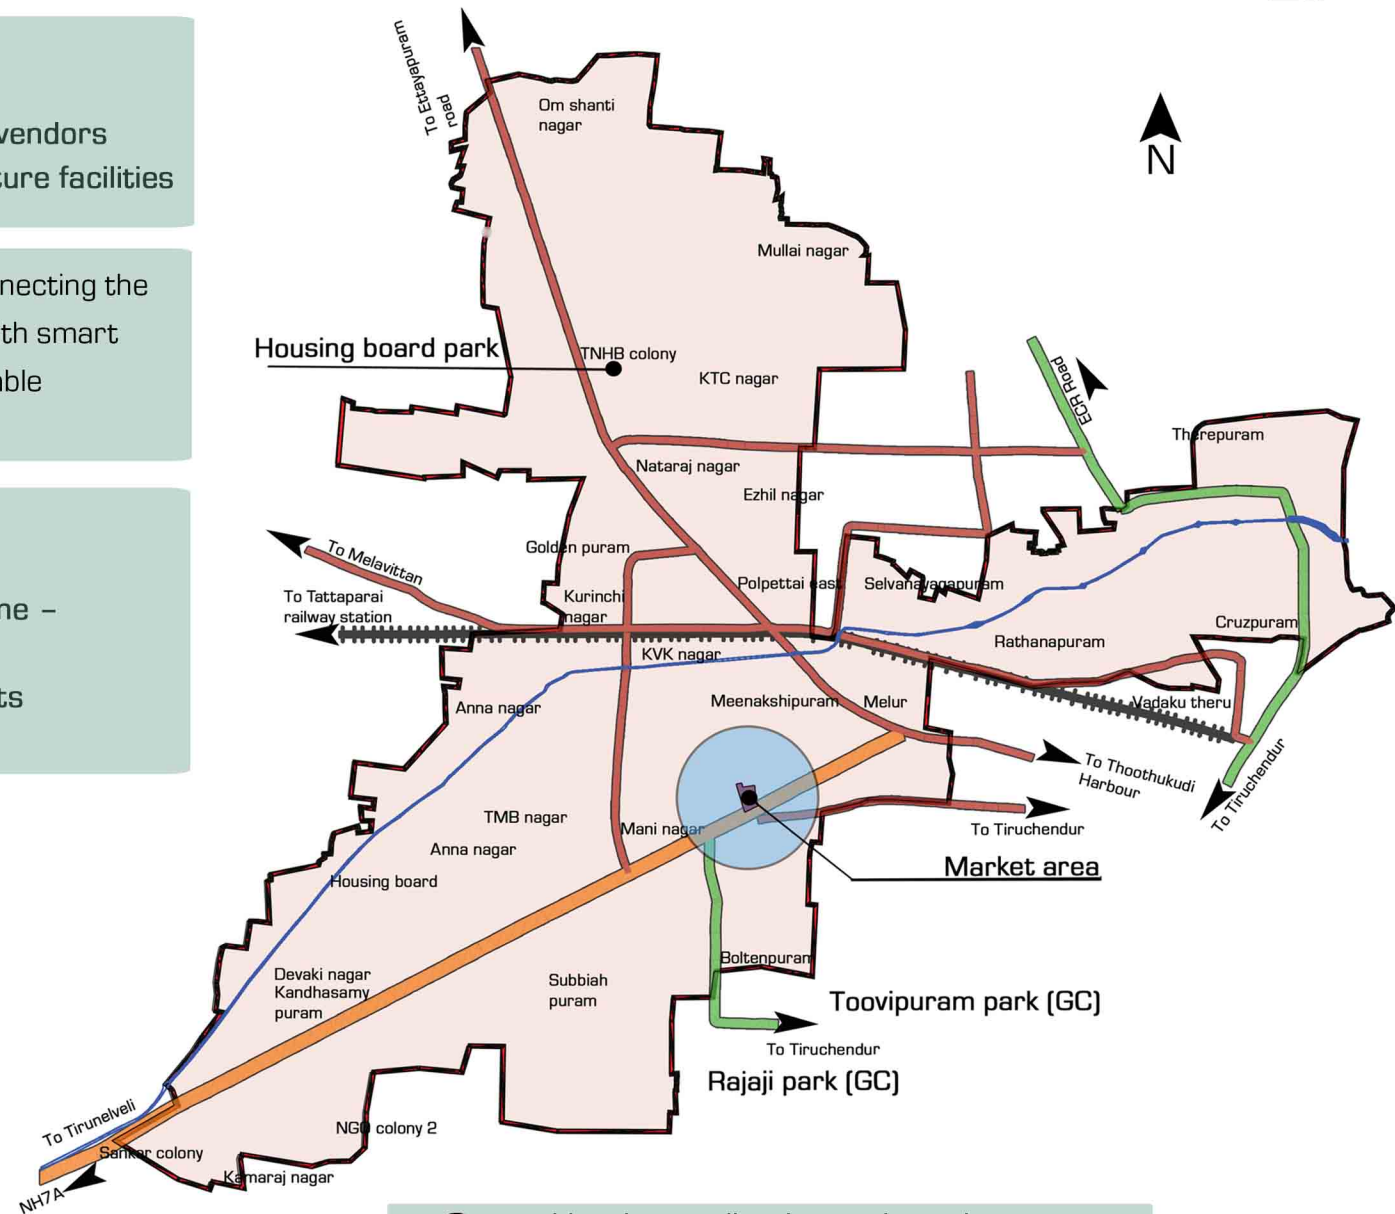 vendors
ture facilities
necting the
th smart
able
ne –
ts
To Ettayapuram
road
Om shanti
nagar
N
Mullai nagar
Housing board park
TNHB colony
KTC nagar
ECR Road
Therepuram
Nataraj nagar
Ezhil nagar
Golden puram
To Melavittan
To Tattaparai
railway station
Kurinchi
nagar
Polpettai east
Selvanayagapuram
Cruzpuram
Rathanapuram
KVK nagar
Anna nagar
Meenakshipuram
Melur
Vadaku theru
To Thoothukudi
Harbour
To Tiruchendur
TMB nagar
Mani nagar
To Tiruchendur
Anna nagar
Market area
Housing board
Boltenpuram
Devaki nagar
Kandhasamy
puram
Subbiah
puram
Toovipuram park (GC)
To Tiruchendur
Rajaji park (GC)
To Tirunelveli
NGO colony 2
Sankar colony
Kamaraj nagar
NH7A